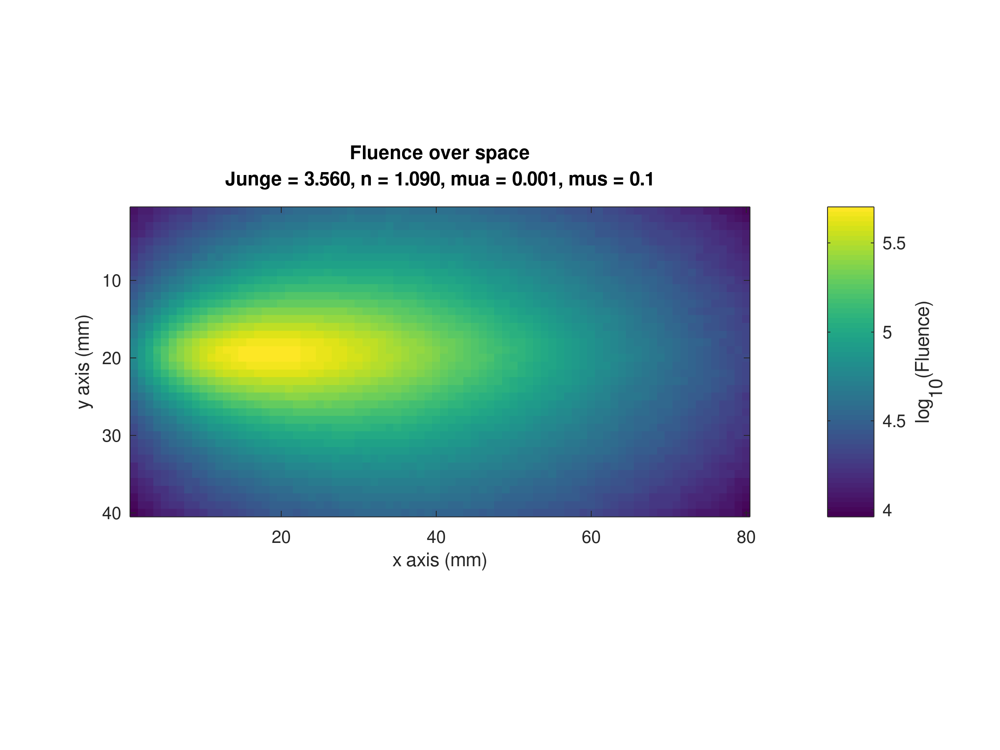 Fluence over space
Junge = 3.560, n = 1.090, mua = 0.001, mus = 0.1
10
20
30
40
y axis (mm)
20
40
60
80
x axis (mm)
5.5
5
4.5
4
log10(Fluence)